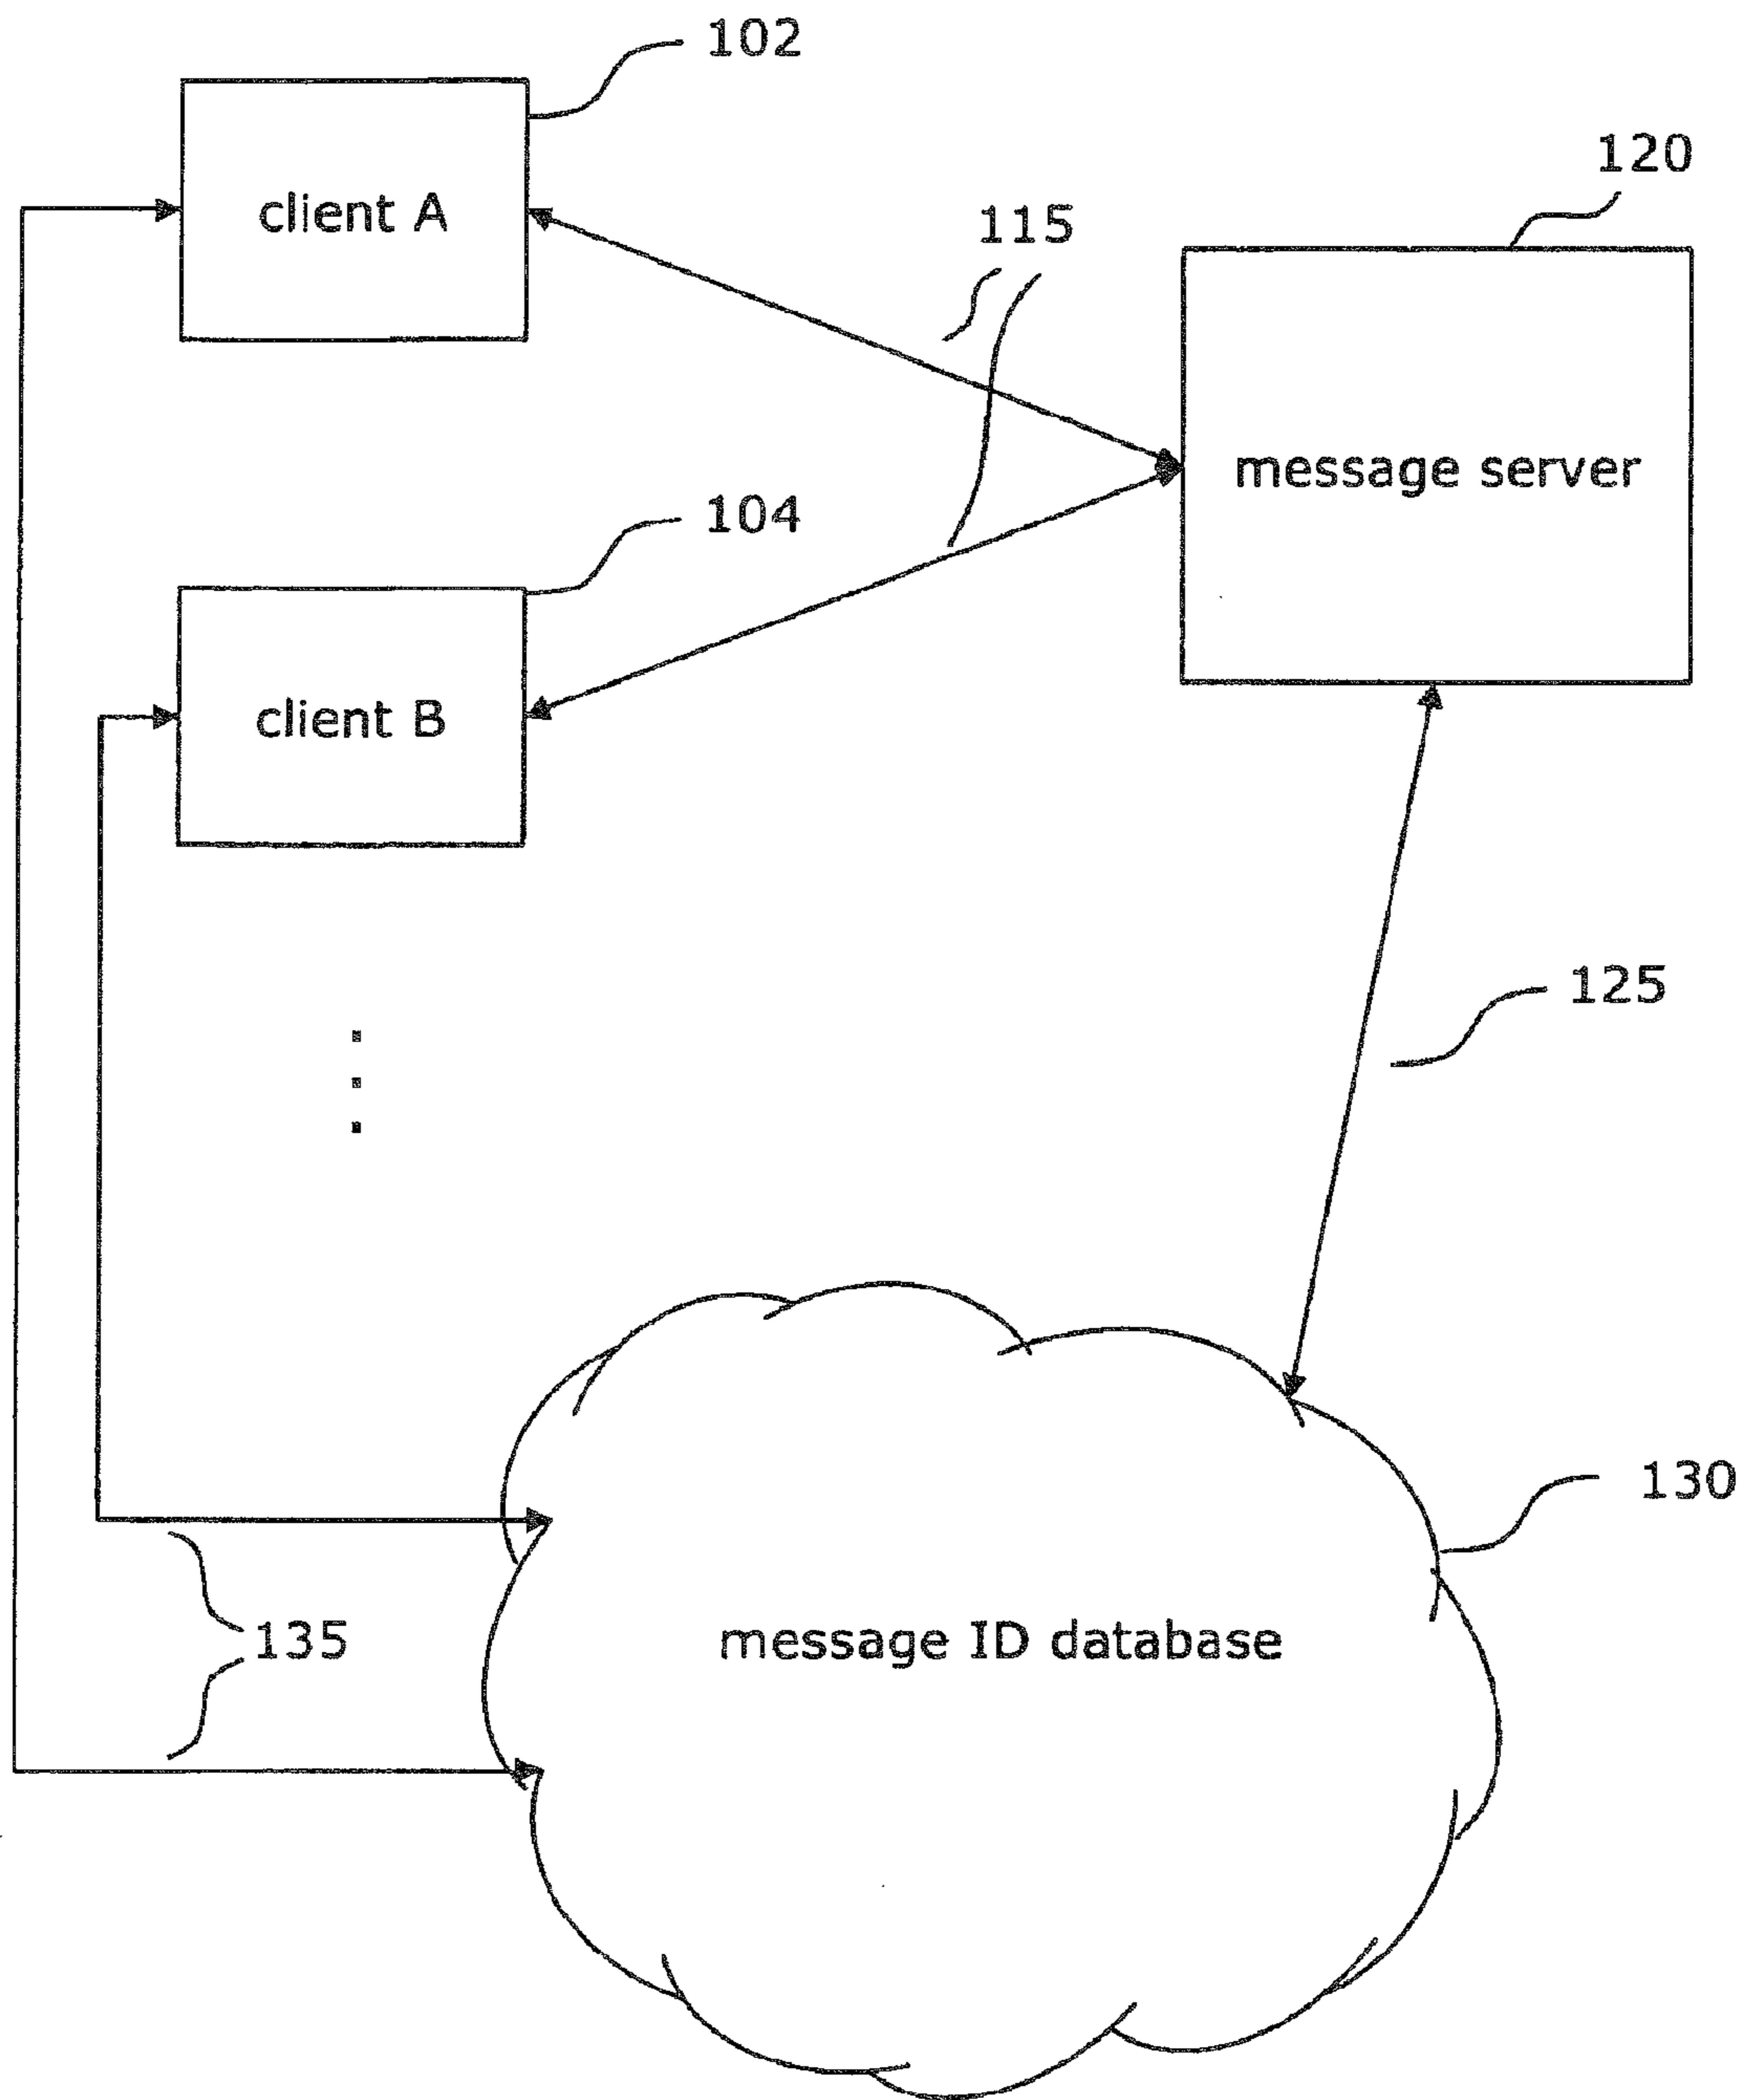 102
120
client A
115
message server
104
client B
125
130
135
message ID database